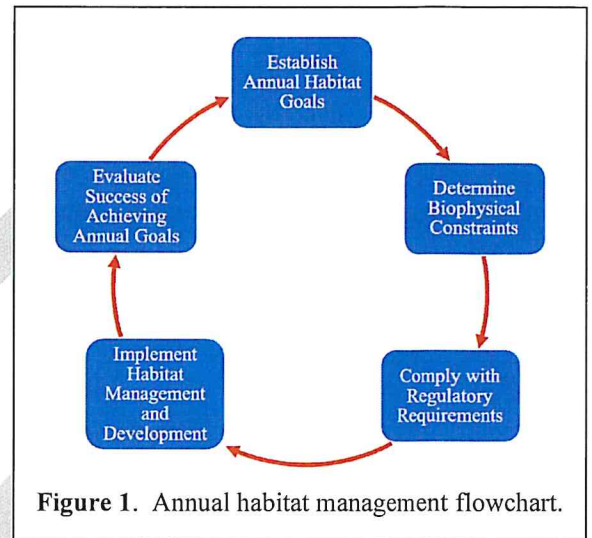 Establish
Annual Habitat
Goals
Determine
Biophysical
Constraints
Comply with
Regulatory
Requirements
Implement
Habitat
Management
and
Development
Evaluate
Success of
Achieving
Annual Goals
Figure 1. Annual habitat management flowchart.